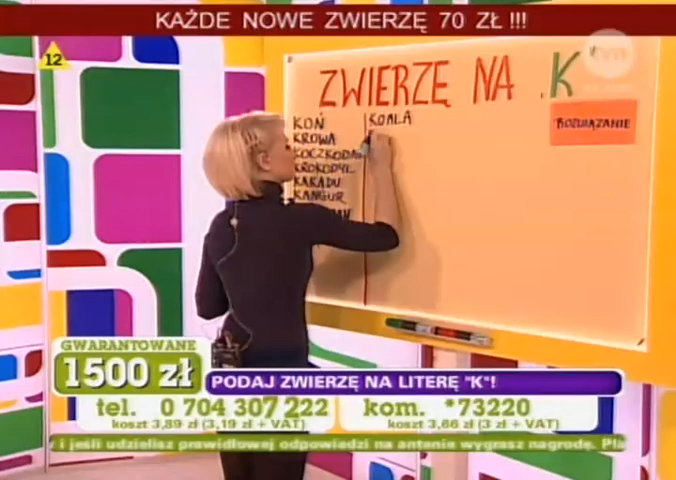 KAŻDE NOWE ZWIERZĘ 70 ZŁ !!!
12
tvn
ZWIERZĘ NA .K
ROZWIĄZANIE
KOŃ
KROWA
KOCZKODAN
KROKODYL
KAKADU
KANGUR
KOALA
GWARANTOWANE
1500 zł
PODAJ ZWIERZĘ NA LITERĘ "K"!
tel. 0 704 307 222
koszt 3,89 zł (3,19 zł + VAT)
kom. *73220
koszt 3,66 zł (3 zł + VAT)
i jeśli udzielisz prawidłowej odpowiedzi na antenie wygrasz nagrodę.